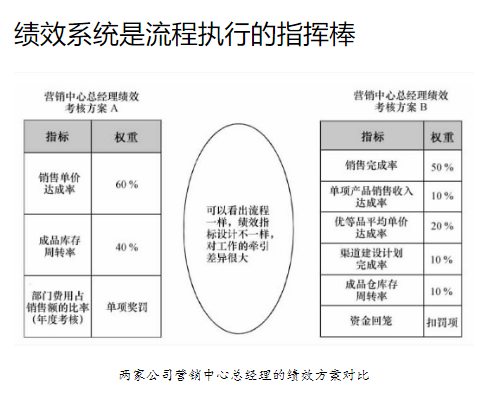 绩效系统是流程执行的指挥棒
营销中心总经理绩效
考核方案 A
指标 权重
销售单价
达成率
60 %
成品库存
周转率
40 %
部门费用占
销售额的比率
(年度考核)
单项奖罚
可以看出流程
一样，绩效指
标设计不一样，
对工作的牵引
差异很大
营销中心总经理绩效
考核方案 B
指标 权重
销售完成率 50 %
单项产品销售收入
达成率
10 %
优等品平均单价
达成率
20 %
渠道建设计划
完成率
10 %
成品仓库存
周转率
10 %
资金回笼 扣罚项
两家公司营销中心总经理的绩效方案对比